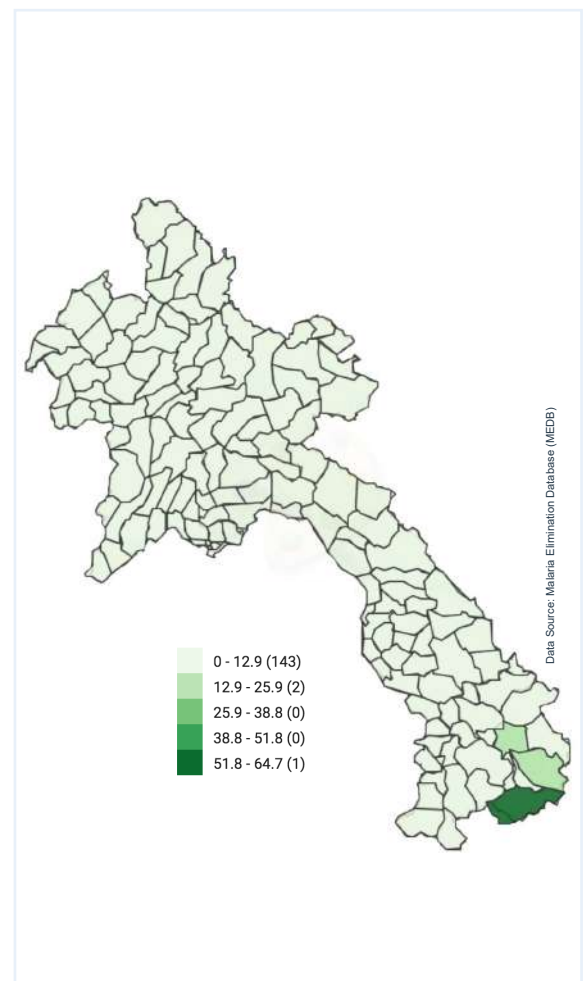 Data Source: Malaria Elimination Database (MEDB)
0 - 12.9 (143)
12.9 - 25.9 (2)
25.9 - 38.8 (0)
38.8 - 51.8 (0)
51.8 - 64.7 (1)